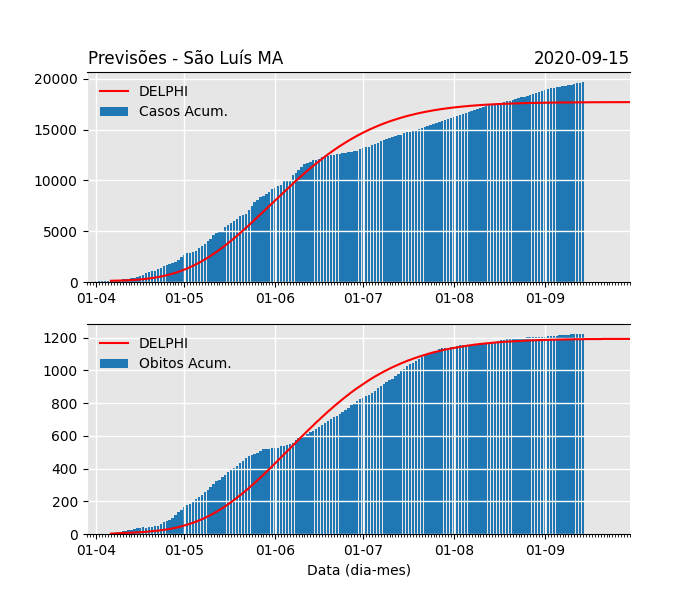 Previsões - São Luís MA 2020-09-15
20000
DELPHI
Casos Acum.
15000
10000
5000
0
01-04 01-05 01-06 01-07 01-08 01-09
1200
DELPHI
Obitos Acum.
1000
800
600
400
200
0
01-04 01-05 01-06 01-07 01-08 01-09
Data (dia-mes)